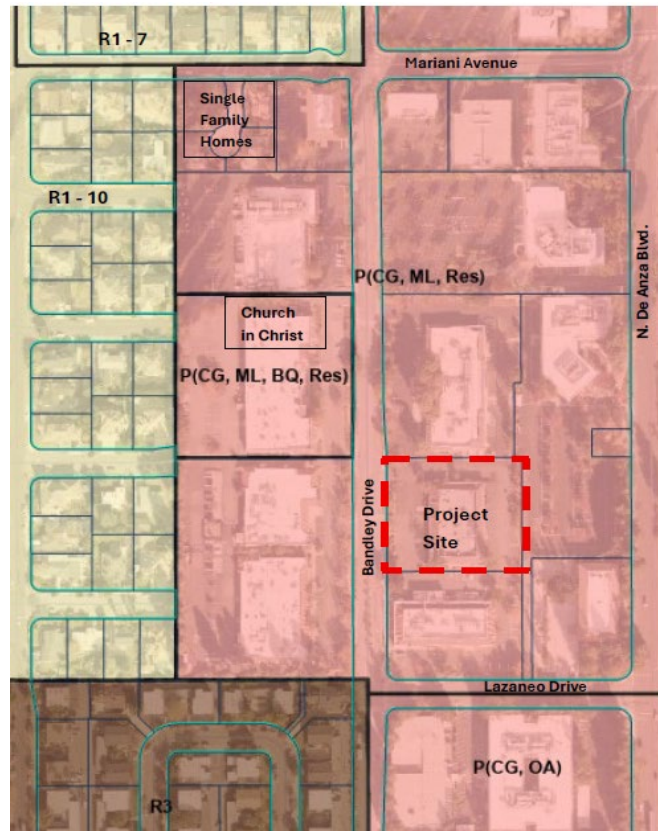 R1 - 7
Mariani Avenue
Single
Family
Homes
R1 - 10
N. De Anza Blvd.
P(CG, ML, Res)
Church
in Christ
P(CG, ML, BQ, Res)
Bandley Drive
Project
Site
Lazaneo Drive
P(CG, OA)
R3